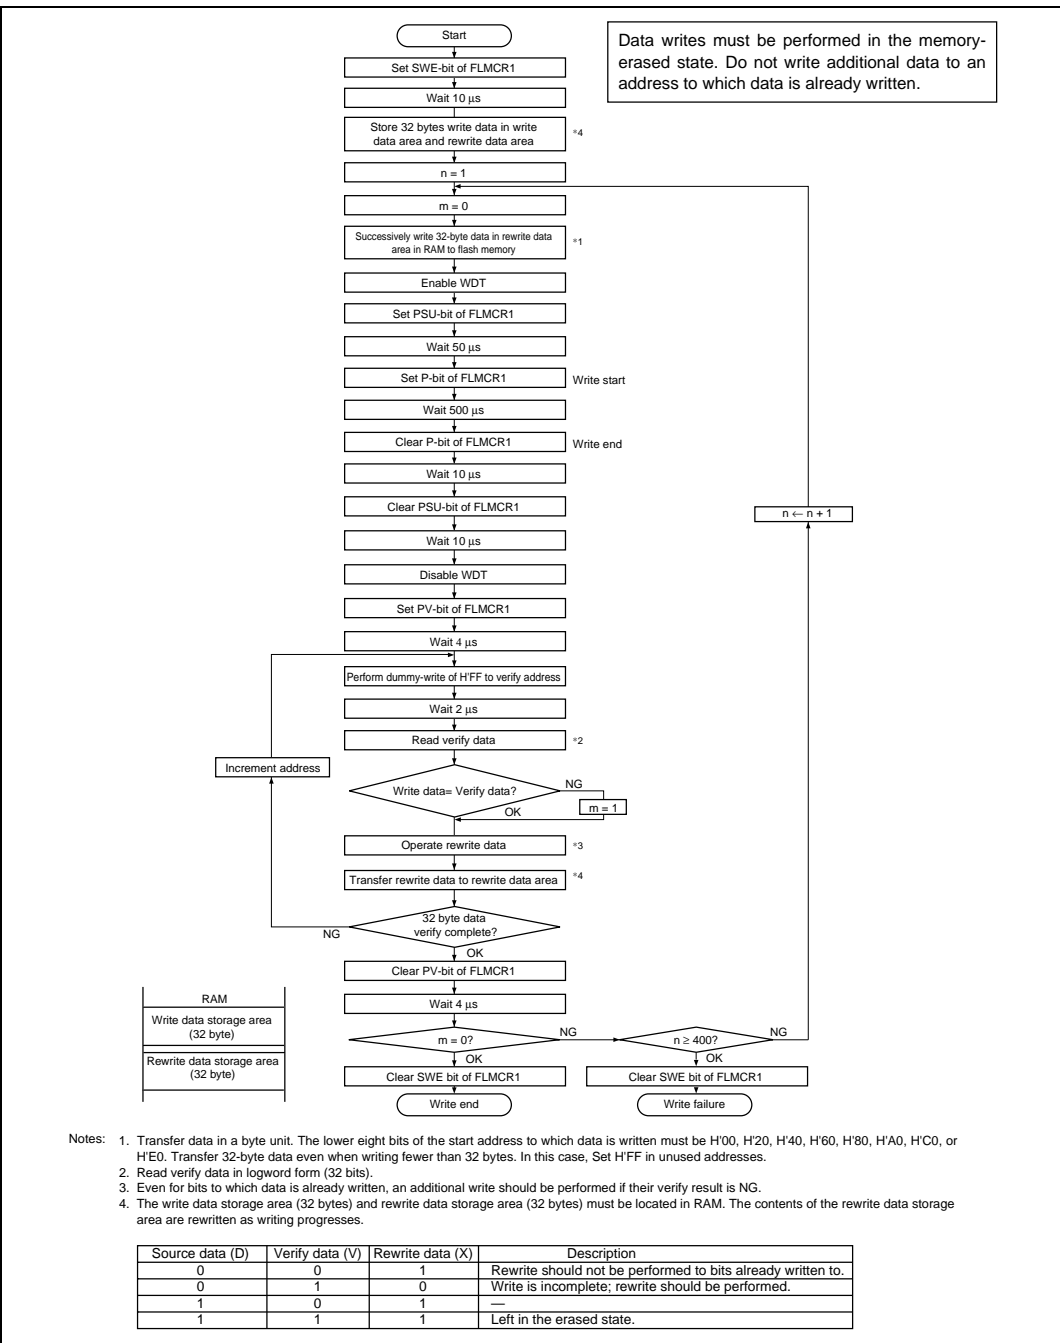 Start
Data writes must be performed in the memory-
erased state. Do not write additional data to an
address to which data is already written.
Set SWE-bit of FLMCR1
Wait 10 µs
Store 32 bytes write data in write
data area and rewrite data area
*4
n = 1
m = 0
Successively write 32-byte data in rewrite data
area in RAM to flash memory
*1
Enable WDT
Set PSU-bit of FLMCR1
Wait 50 µs
Set P-bit of FLMCR1
Write start
Wait 500 µs
Clear P-bit of FLMCR1
Write end
Wait 10 µs
Clear PSU-bit of FLMCR1
n ← n + 1
Wait 10 µs
Disable WDT
Set PV-bit of FLMCR1
Wait 4 µs
Perform dummy-write of H'FF to verify address
Wait 2 µs
Read verify data
*2
Increment address
Write data= Verify data?
NG
m = 1
OK
Operate rewrite data
*3
Transfer rewrite data to rewrite data area
*4
32 byte data
verify complete?
NG
OK
Clear PV-bit of FLMCR1
Wait 4 µs
RAM
Write data storage area
(32 byte)
Rewrite data storage area
(32 byte)
m = 0?
NG
n ≥ 400?
NG
OK
OK
Clear SWE bit of FLMCR1
Clear SWE bit of FLMCR1
Write end
Write failure
Notes: 1. Transfer data in a byte unit. The lower eight bits of the start address to which data is written must be H'00, H'20, H'40, H'60, H'80, H'A0, H'C0, or
H'E0. Transfer 32-byte data even when writing fewer than 32 bytes. In this case, Set H'FF in unused addresses.
2. Read verify data in logword form (32 bits).
3. Even for bits to which data is already written, an additional write should be performed if their verify result is NG.
4. The write data storage area (32 bytes) and rewrite data storage area (32 bytes) must be located in RAM. The contents of the rewrite data storage
area are rewritten as writing progresses.
Source data (D) Verify data (V) Rewrite data (X) Description
0 0 1 Rewrite should not be performed to bits already written to.
0 1 0 Write is incomplete; rewrite should be performed.
1 0 1 —
1 1 1 Left in the erased state.